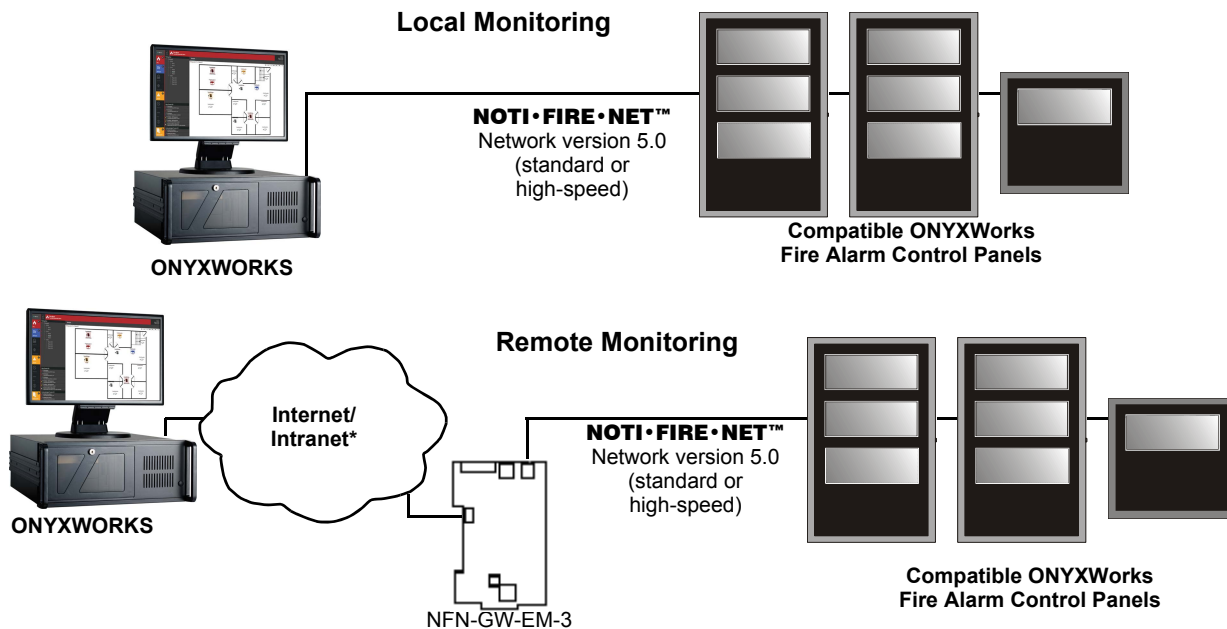 Local Monitoring
NOTI•FIRE•NET™
Network version 5.0
(standard or
high-speed)
ONYXWORKS
Compatible ONYXWorks
Fire Alarm Control Panels
Remote Monitoring
Internet/
Intranet*
NOTI•FIRE•NET™
Network version 5.0
(standard or
high-speed)
ONYXWORKS
NFN-GW-EM-3
Compatible ONYXWorks
Fire Alarm Control Panels